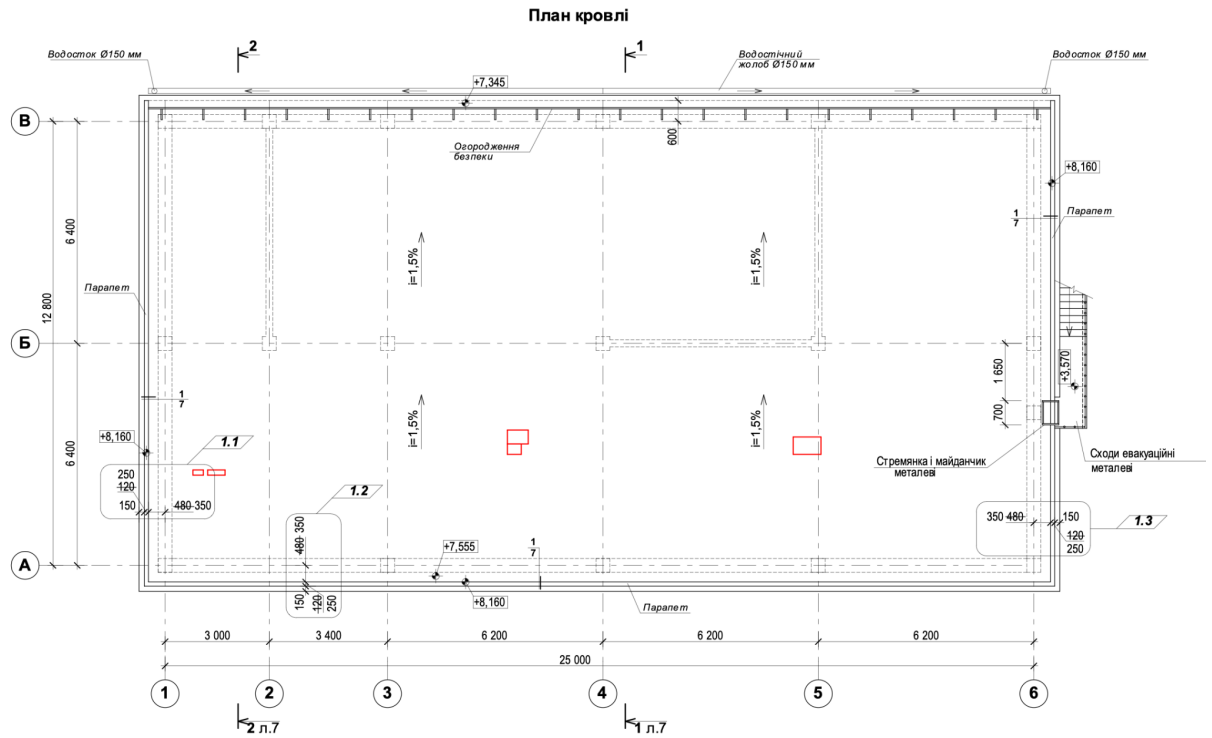 План кровлі
2
1
Водосток Ø150 мм
Водостічний
жолоб Ø150 мм
Водосток Ø150 мм
+7,345
В
600
Огородження
безпеки
+8,160
1
7
Парапет
6 400
i=1,5%
i=1,5%
Парапет
12 800
Б
1 650
+3,570
1
7
i=1,5%
i=1,5%
700
+8,160
1.1
6 400
Стремянка і майданчик
металеві
Сходи евакуаційні
металеві
250
120
150
480 350
1.2
480 350
350 480
150
120
250
1.3
+7,555
1
7
А
150
120
250
+8,160
Парапет
3 000
3 400
6 200
6 200
6 200
25 000
1
2
3
4
5
6
2 л.7
1 л.7